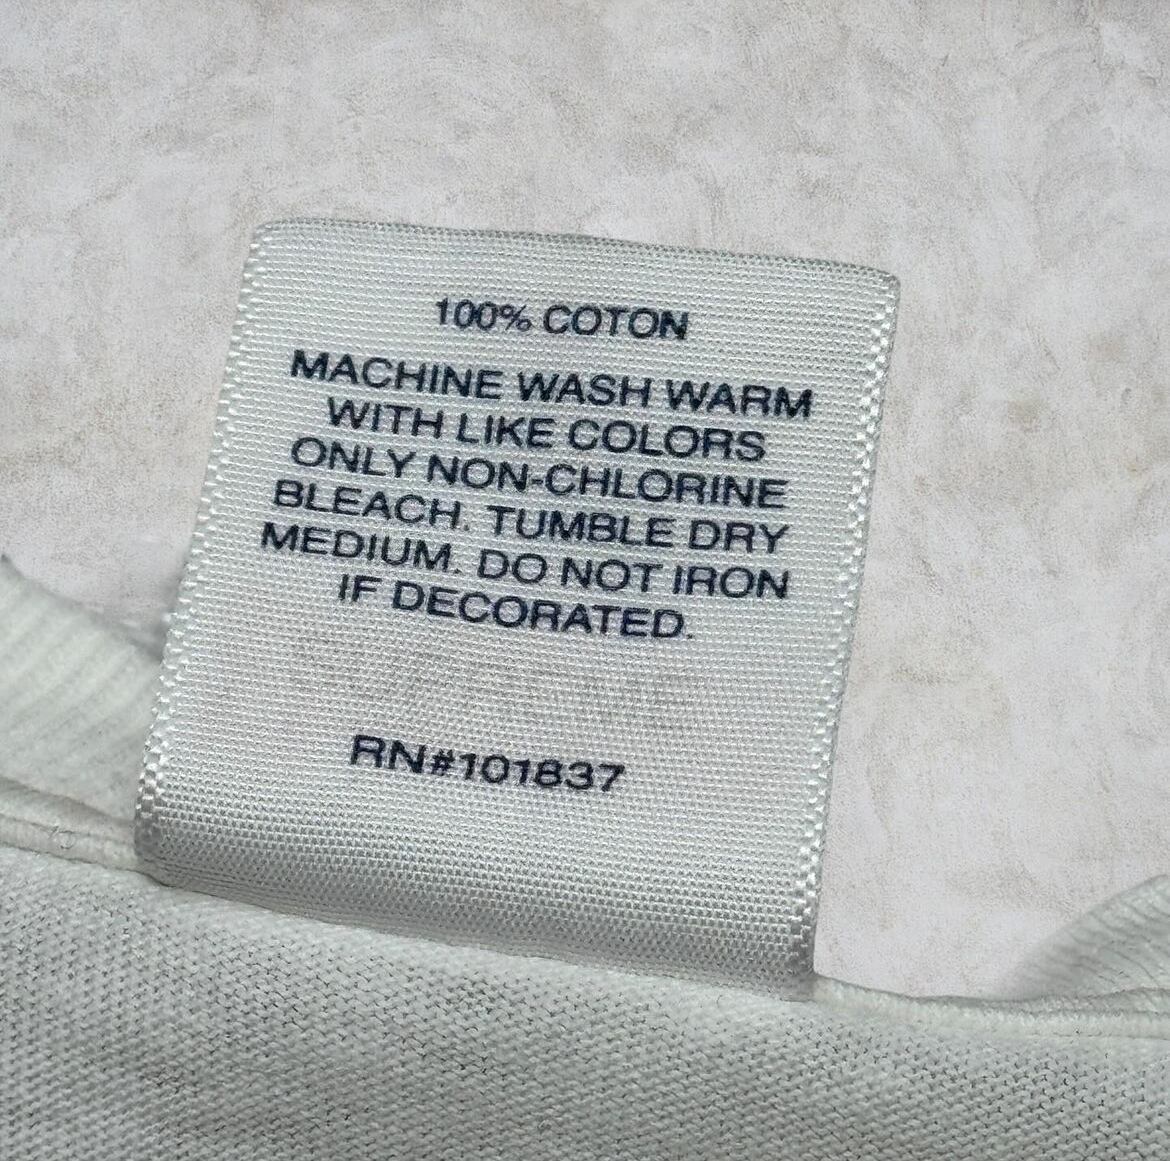 100% COTON
MACHINE WASH WARM
WITH LIKE COLORS
ONLY NON-CHLORINE
BLEACH. TUMBLE DRY
MEDIUM. DO NOT IRON
IF DECORATED.
RN#101837